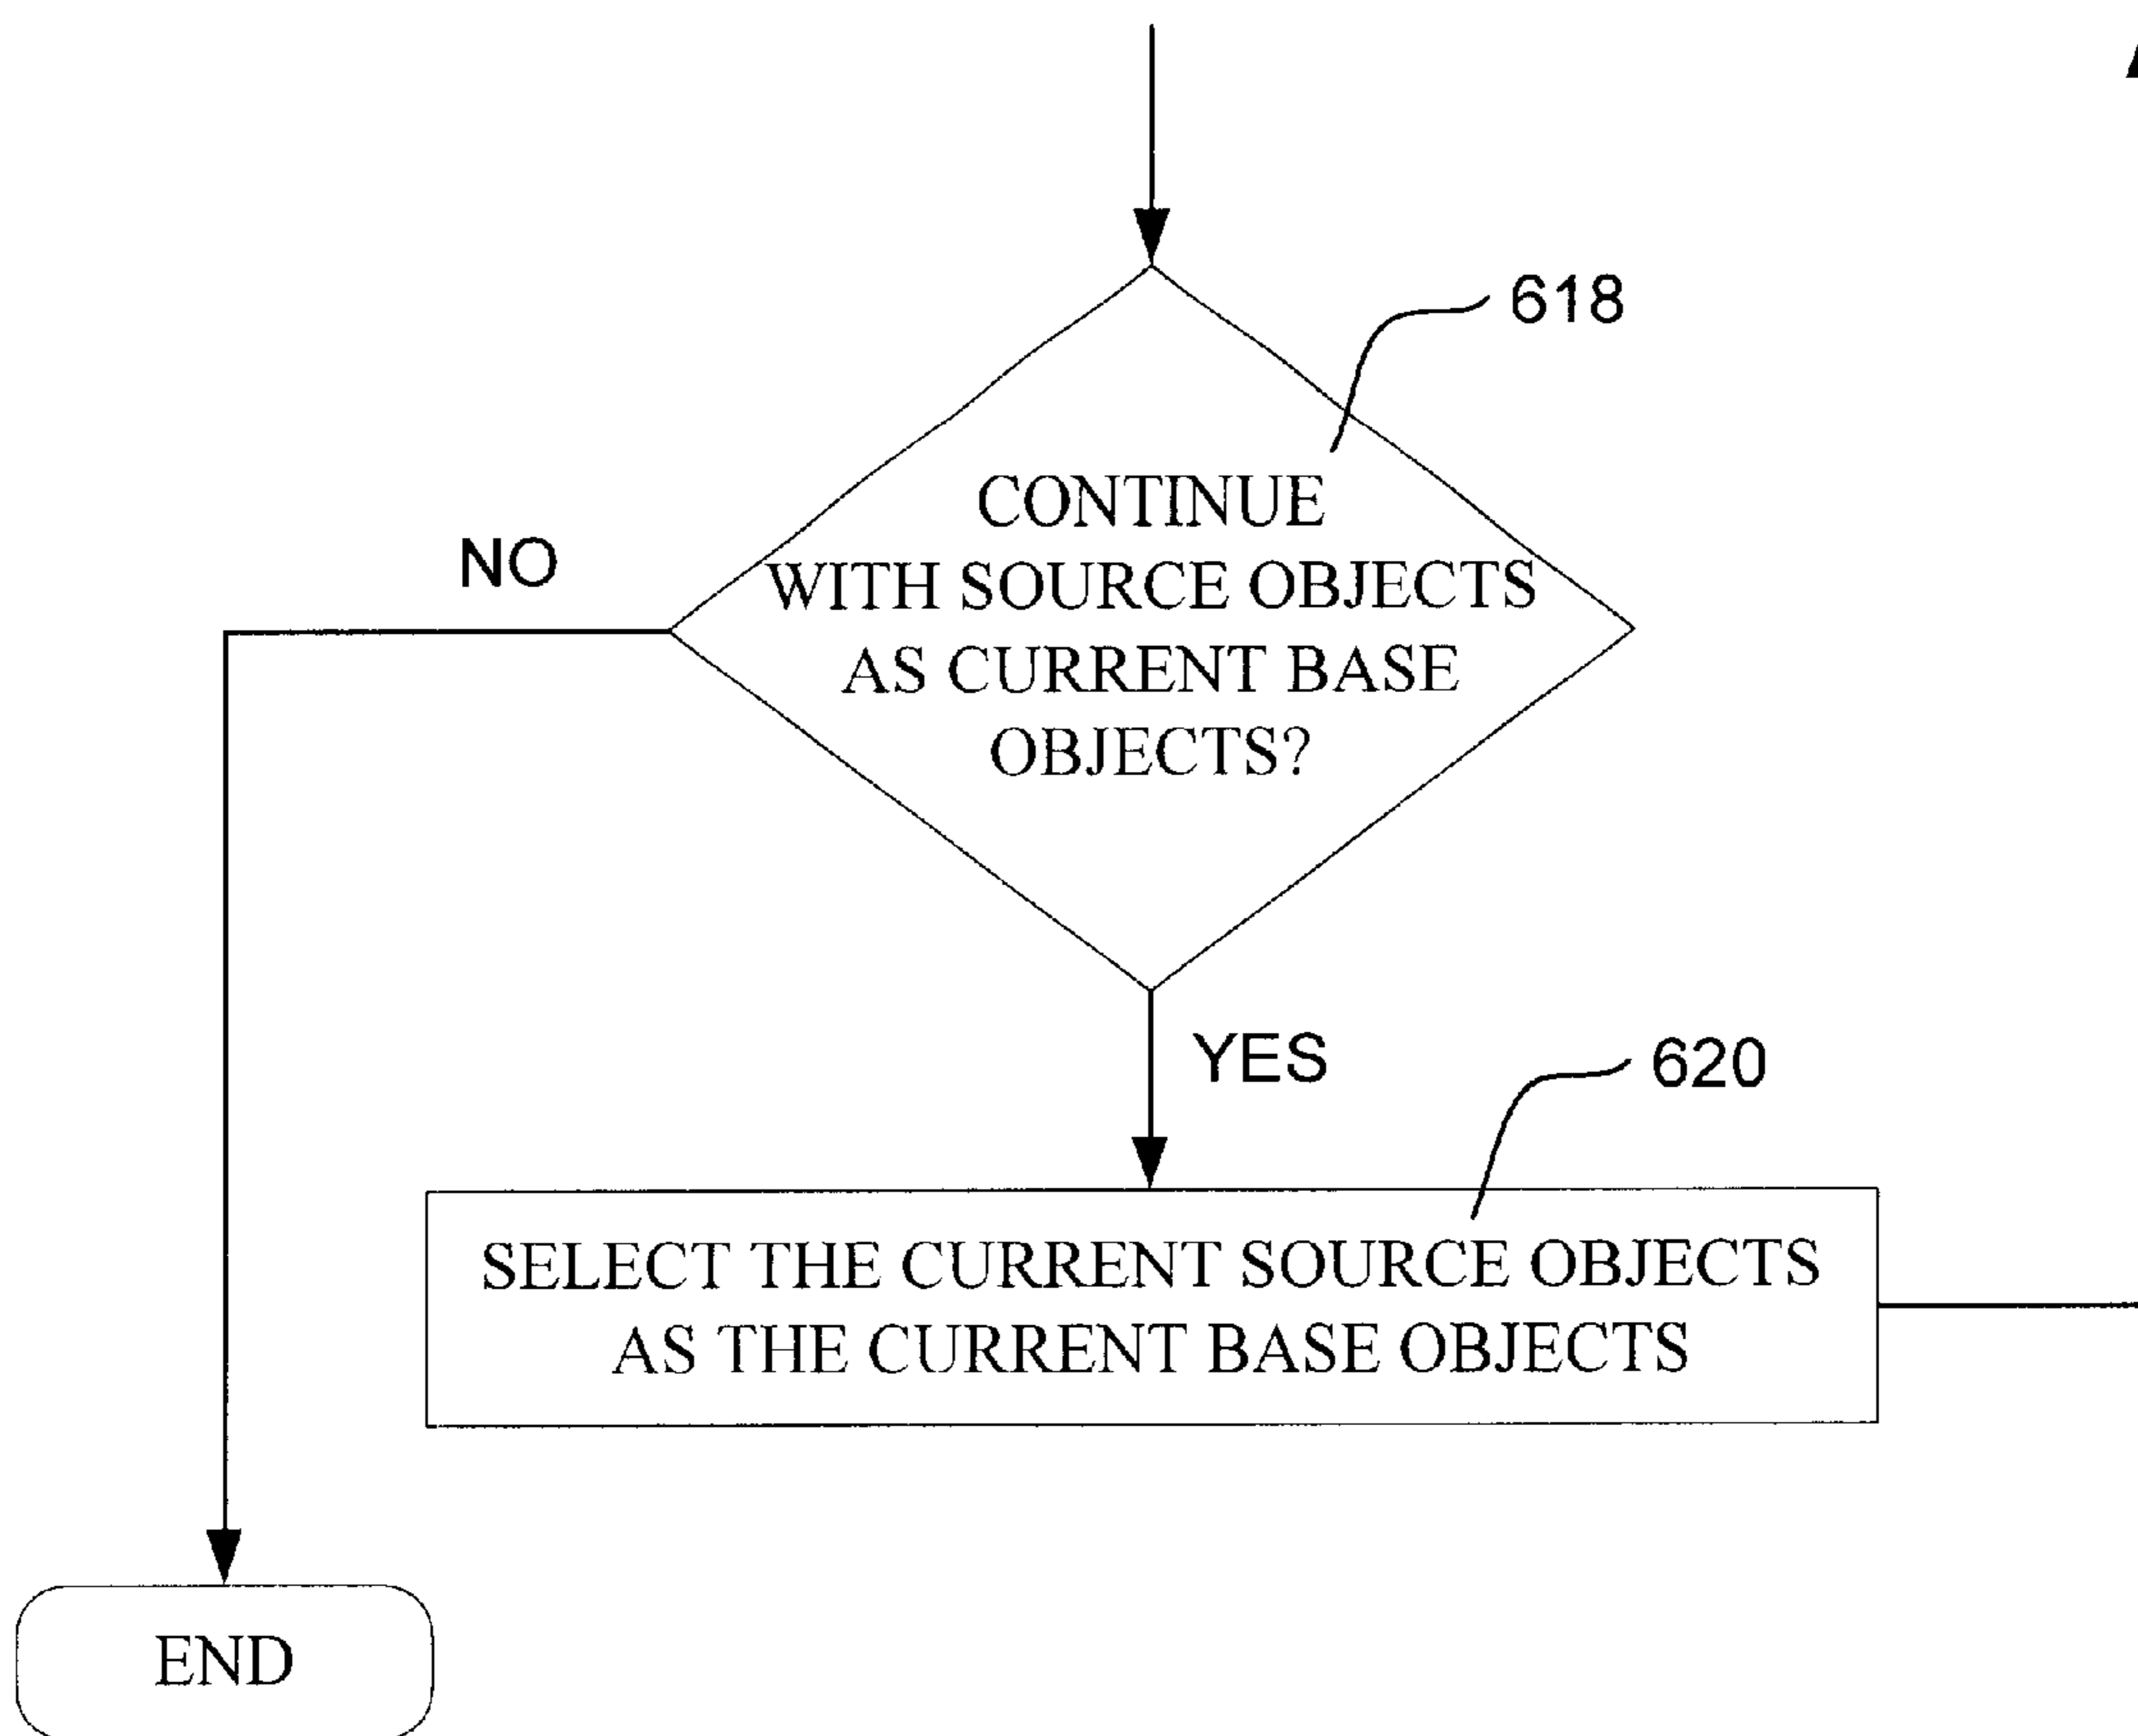 618
CONTINUE
WITH SOURCE OBJECTS
AS CURRENT BASE
OBJECTS?
NO
YES
620
SELECT THE CURRENT SOURCE OBJECTS
AS THE CURRENT BASE OBJECTS
END